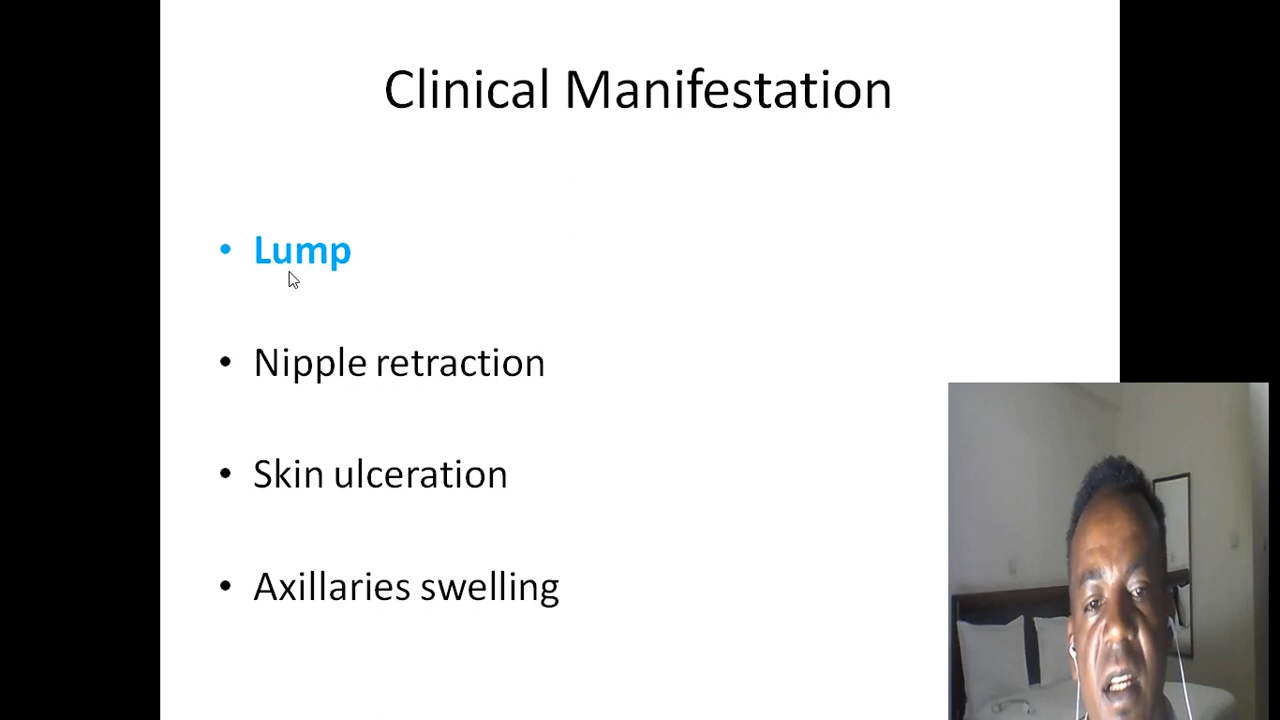 Clinical Manifestation
• Lump
• Nipple retraction
• Skin ulceration
• Axillaries swelling